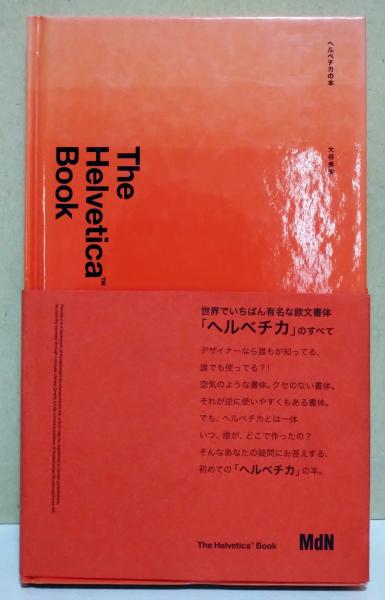 The
Helvetica™
Book
ヘルベチカの本
世界でいちばん有名な欧文書体
「ヘルベチカ」のすべて
デザイナーなら誰もが知ってる、
誰でも使ってる?!
空気のような書体。クセのない書体。
それが逆に使いやすくもある書体。
でも、ヘルベチカとは一体
いつ、誰が、どこで作ったの?
そんなあなたの疑問にお答えする、
初めての「ヘルベチカ」の本。
The Helvetica™ Book
MdN